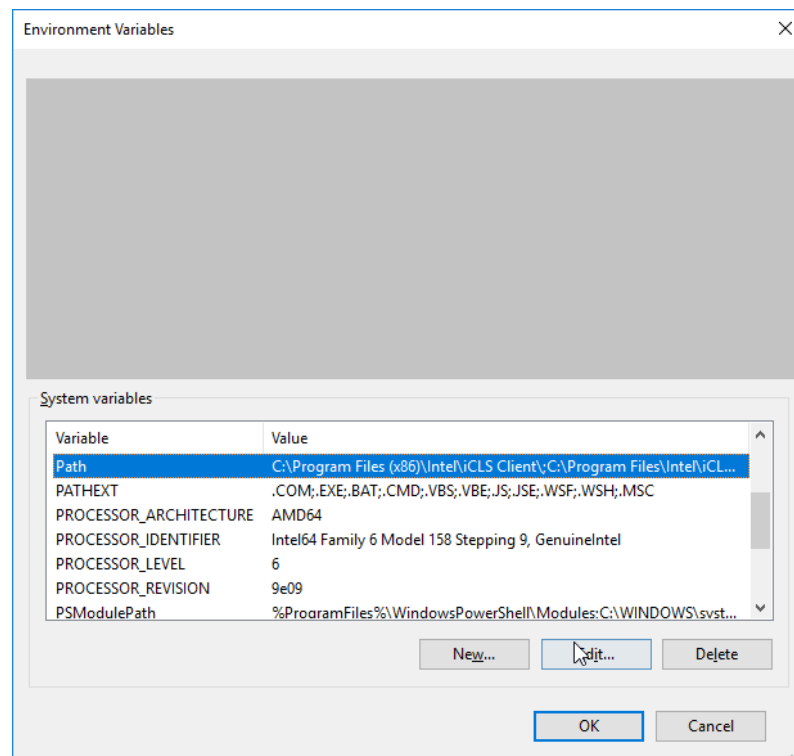 Environment Variables
System variables
Variable Value
Path C:\Program Files (x86)\Intel\iCLS Client\;C:\Program Files\Intel\iCL...
PATHEXT .COM;.EXE;.BAT;.CMD;.VBS;.VBE;.JS;.JSE;.WSF;.WSH;.MSC
PROCESSOR_ARCHITECTURE AMD64
PROCESSOR_IDENTIFIER Intel64 Family 6 Model 158 Stepping 9, GenuineIntel
PROCESSOR_LEVEL 6
PROCESSOR_REVISION 9e09
PSModulePath %ProgramFiles%\WindowsPowerShell\Modules;C:\WINDOWS\syst...
New... Edit... Delete
OK Cancel